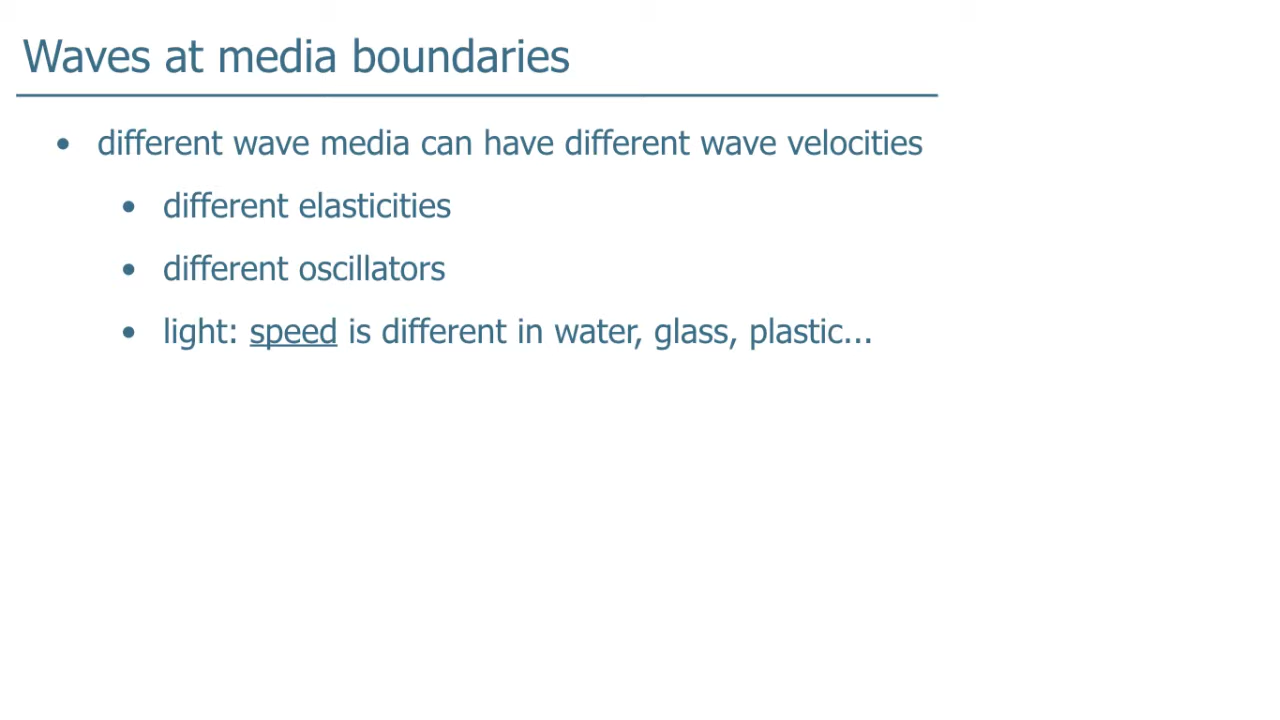 Waves at media boundaries
• different wave media can have different wave velocities
• different elasticities
• different oscillators
• light: speed is different in water, glass, plastic...